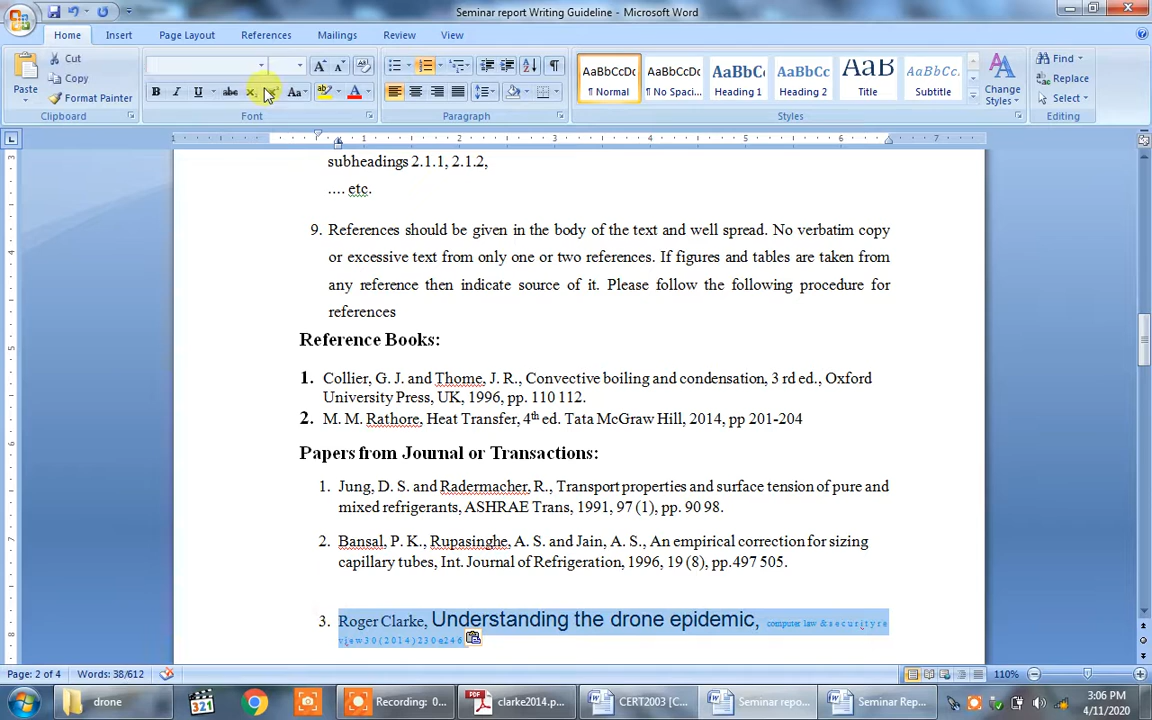 Seminar report Writing Guideline - Microsoft Word
Home Insert Page Layout References Mailings Review View
Cut
Copy
Format Painter
Paste
Clipboard
Font
Paragraph
AaBbCcDc AaBbCcDc AaBbCc AaBbCc AaB AaBbCc.
¶ Normal ¶ No Spaci... Heading 1 Heading 2 Title Subtitle
Change Styles
Styles
Find
Replace
Select
Editing
subheadings 2.1.1, 2.1.2,
.... etc.
9. References should be given in the body of the text and well spread. No verbatim copy
or excessive text from only one or two references. If figures and tables are taken from
any reference then indicate source of it. Please follow the following procedure for
references
Reference Books:
1. Collier, G. J. and Thome, J. R., Convective boiling and condensation, 3 rd ed., Oxford
University Press, UK, 1996, pp. 110 112.
2. M. M. Rathore, Heat Transfer, 4th ed. Tata McGraw Hill, 2014, pp 201-204
Papers from Journal or Transactions:
1. Jung, D. S. and Radermacher, R., Transport properties and surface tension of pure and
mixed refrigerants, ASHRAE Trans, 1991, 97 (1), pp. 90 98.
2. Bansal, P. K., Rupasinghe, A. S. and Jain, A. S., An empirical correction for sizing
capillary tubes, Int. Journal of Refrigeration, 1996, 19 (8), pp.497 505.
3. Roger Clarke, Understanding the drone epidemic, computer law & s e c u r i t y r e
v i e w 3 0 ( 2 0 1 4 ) 2 3 0 e 2 4 6
Page: 2 of 4 Words: 38/612 110%
drone
321
Recording: 0...
clarke2014.p...
CERT2003 [C...
Seminar repo...
Seminar Rep...
3:06 PM
4/11/2020